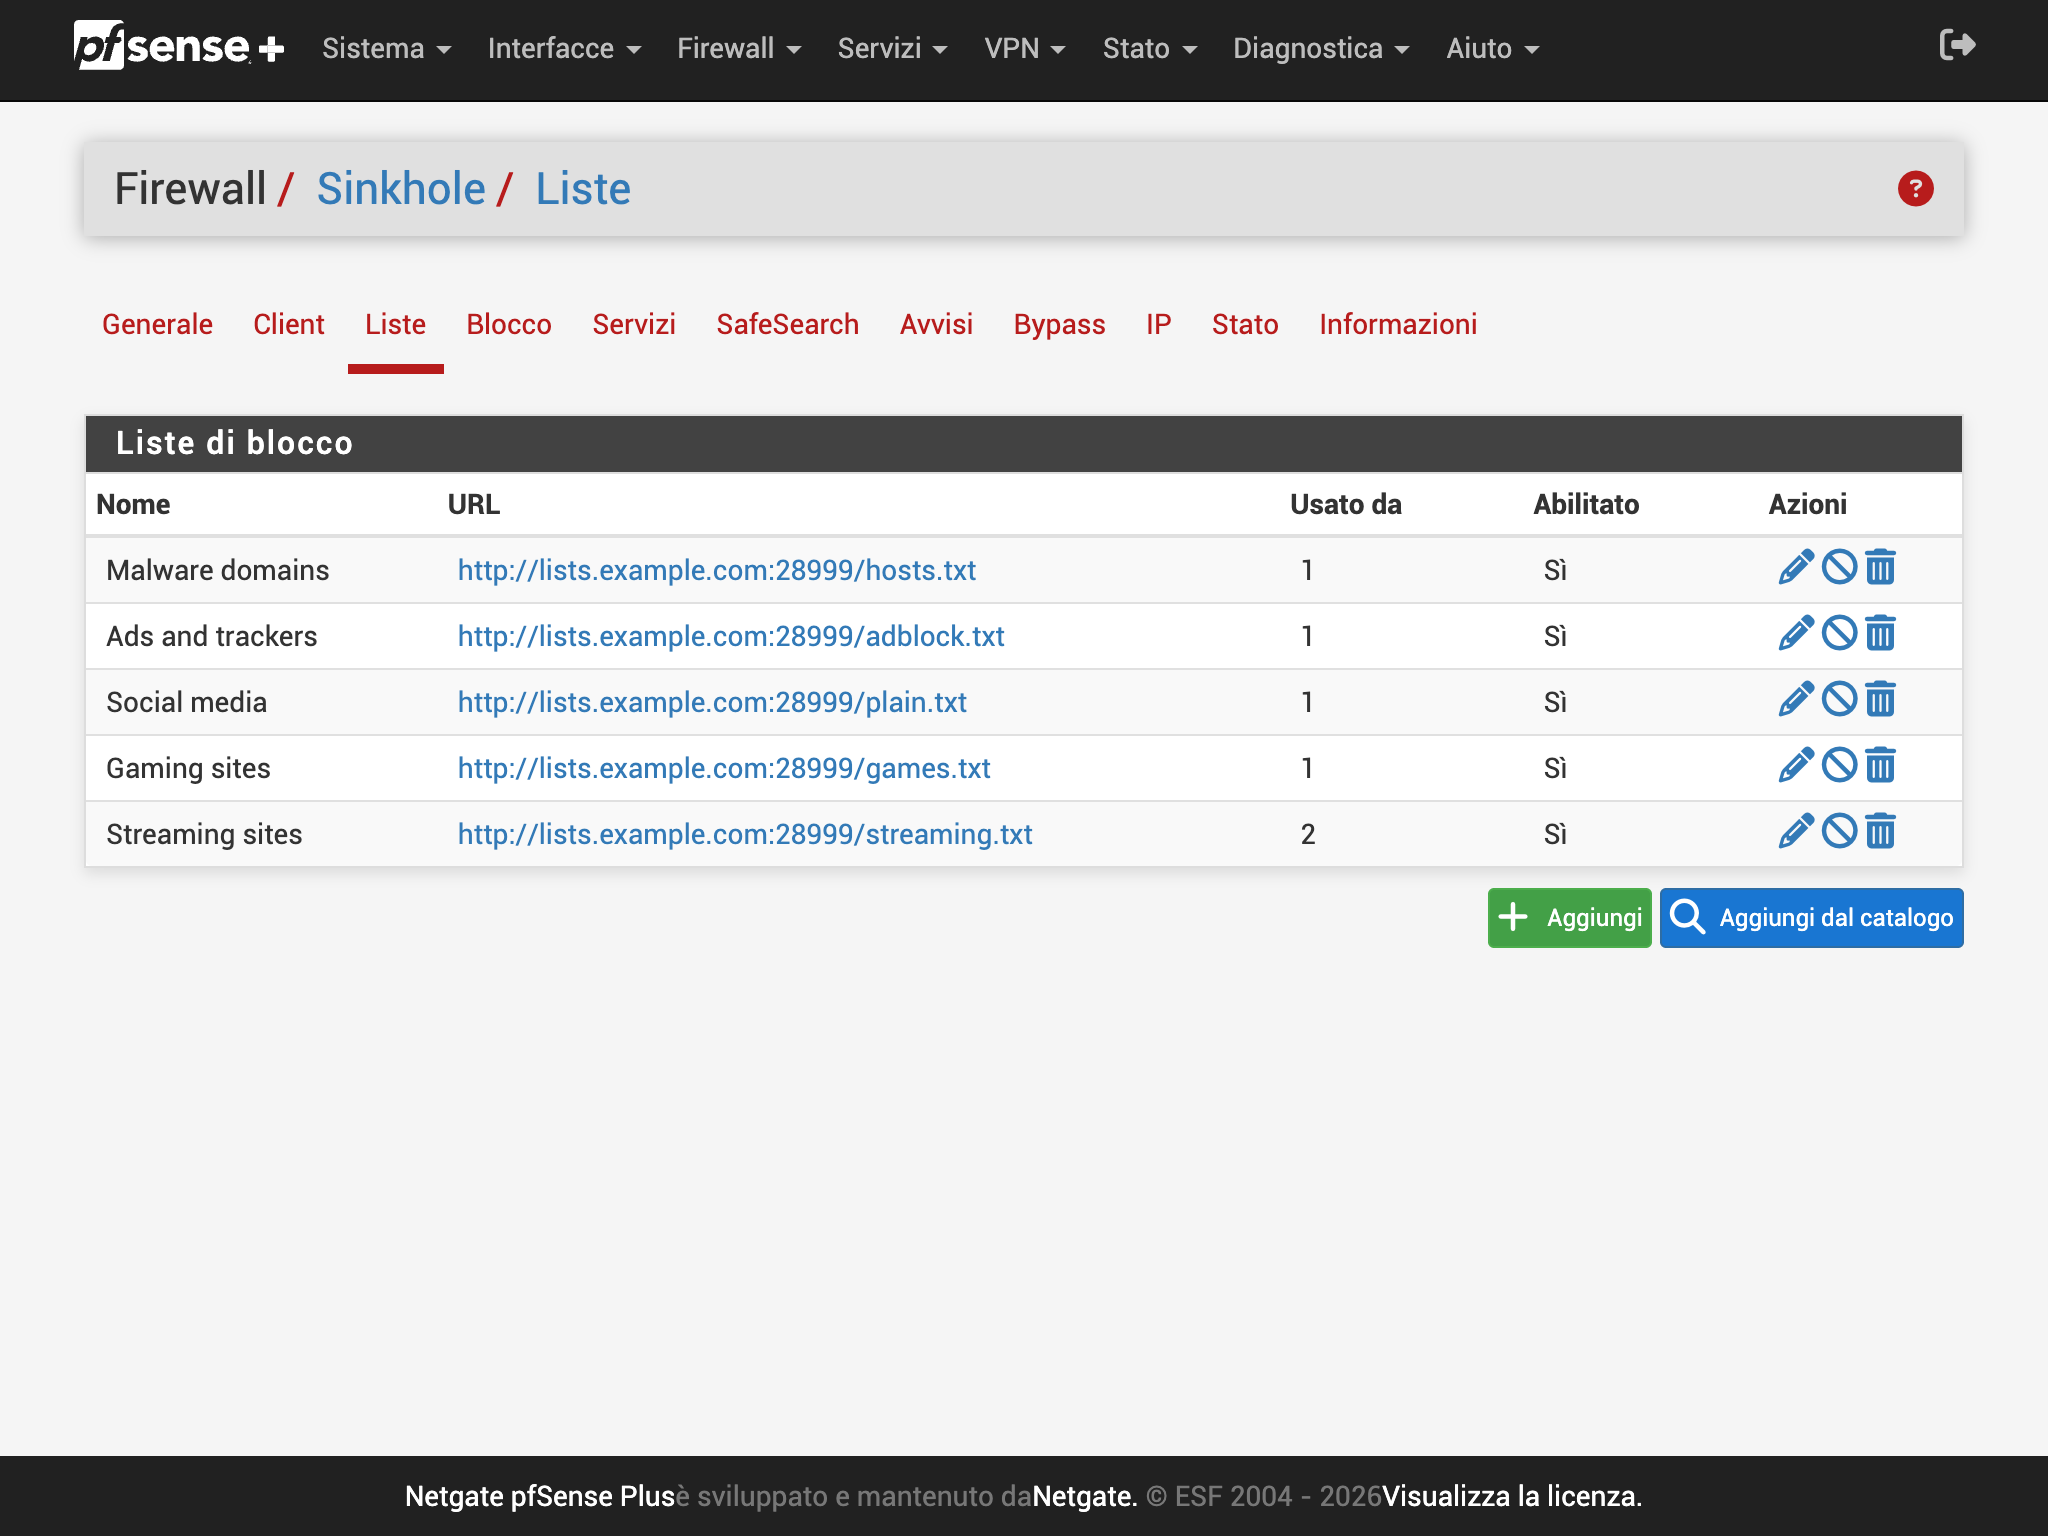 pfsense+ Sistema Interfacce Firewall Servizi VPN Stato Diagnostica Aiuto
Firewall / Sinkhole / Liste ?
Generale Client Liste Blocco Servizi SafeSearch Avvisi Bypass IP Stato Informazioni
Liste di blocco
Nome URL Usato da Abilitato Azioni
Malware domains http://lists.example.com:28999/hosts.txt 1 Sì
Ads and trackers http://lists.example.com:28999/adblock.txt 1 Sì
Social media http://lists.example.com:28999/plain.txt 1 Sì
Gaming sites http://lists.example.com:28999/games.txt 1 Sì
Streaming sites http://lists.example.com:28999/streaming.txt 2 Sì
Aggiungi Aggiungi dal catalogo
Netgate pfSense Plusè sviluppato e mantenuto daNetgate. © ESF 2004 - 2026Visualizza la licenza.